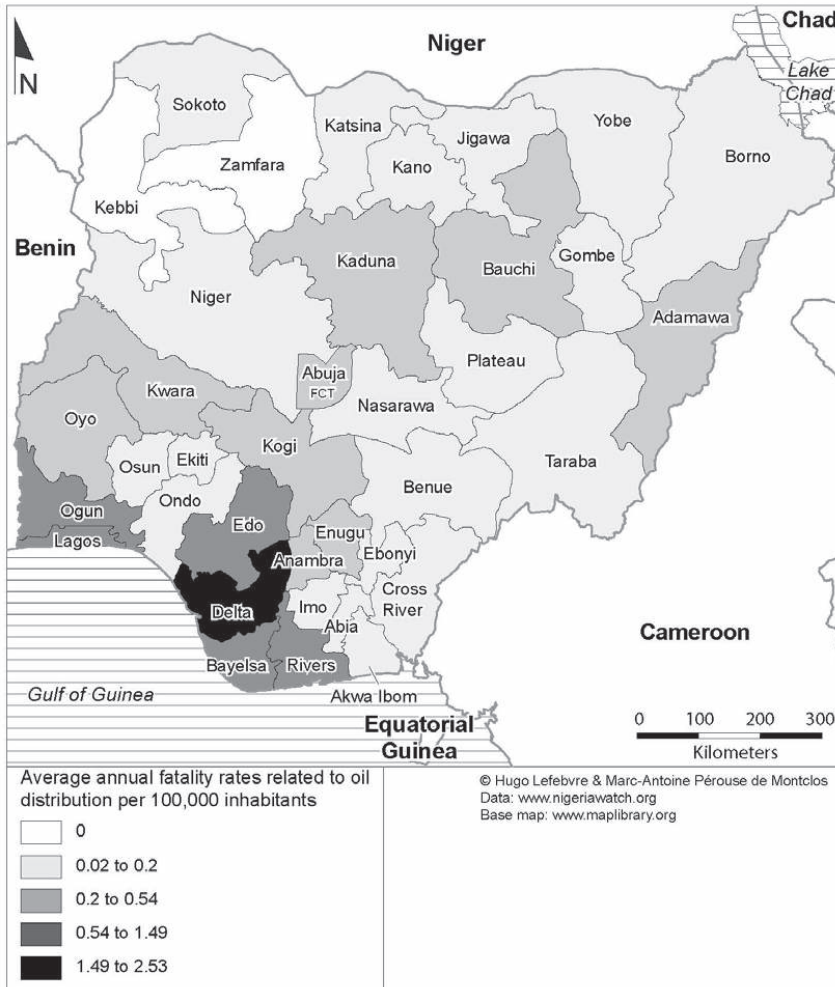 Chad
Niger
N
Lake
Chad
Sokoto
Katsina
Jigawa
Yobe
Zamfara
Kano
Borno
Kebbi
Benin
Kaduna
Bauchi
Gombe
Niger
Adamawa
Abuja
FCT
Plateau
Kwara
Nasarawa
Oyo
Kogi
Osun
Ekiti
Taraba
Ondo
Benue
Ogun
Edo
Lagos
Enugu
Anambra
Ebonyi
Delta
Imo
Cross
River
Abia
Cameroon
Bayelsa
Rivers
Gulf of Guinea
Akwa Ibom
Equatorial
Guinea
0 100 200 300
Kilometers
Average annual fatality rates related to oil
distribution per 100,000 inhabitants
0
0.02 to 0.2
0.2 to 0.54
0.54 to 1.49
1.49 to 2.53
© Hugo Lefebvre & Marc-Antoine Pérouse de Montclos
Data: www.nigeriawatch.org
Base map: www.maplibrary.org